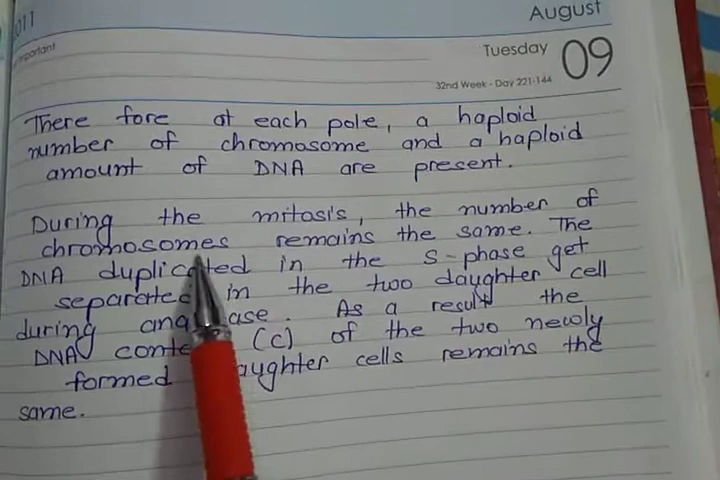 011
August
important
Tuesday 09
32nd Week - Day 221-144
There fore at each pole, a haploid
number of chromosome and a haploid
amount of DNA are present.
During the mitosis, the number of
chromosomes remains the same. The
DNA duplicated in the S-phase get
separated in the two daughter cell
during ase. As a result the
DNA (c) of the two newly
formed cells remains the
same.